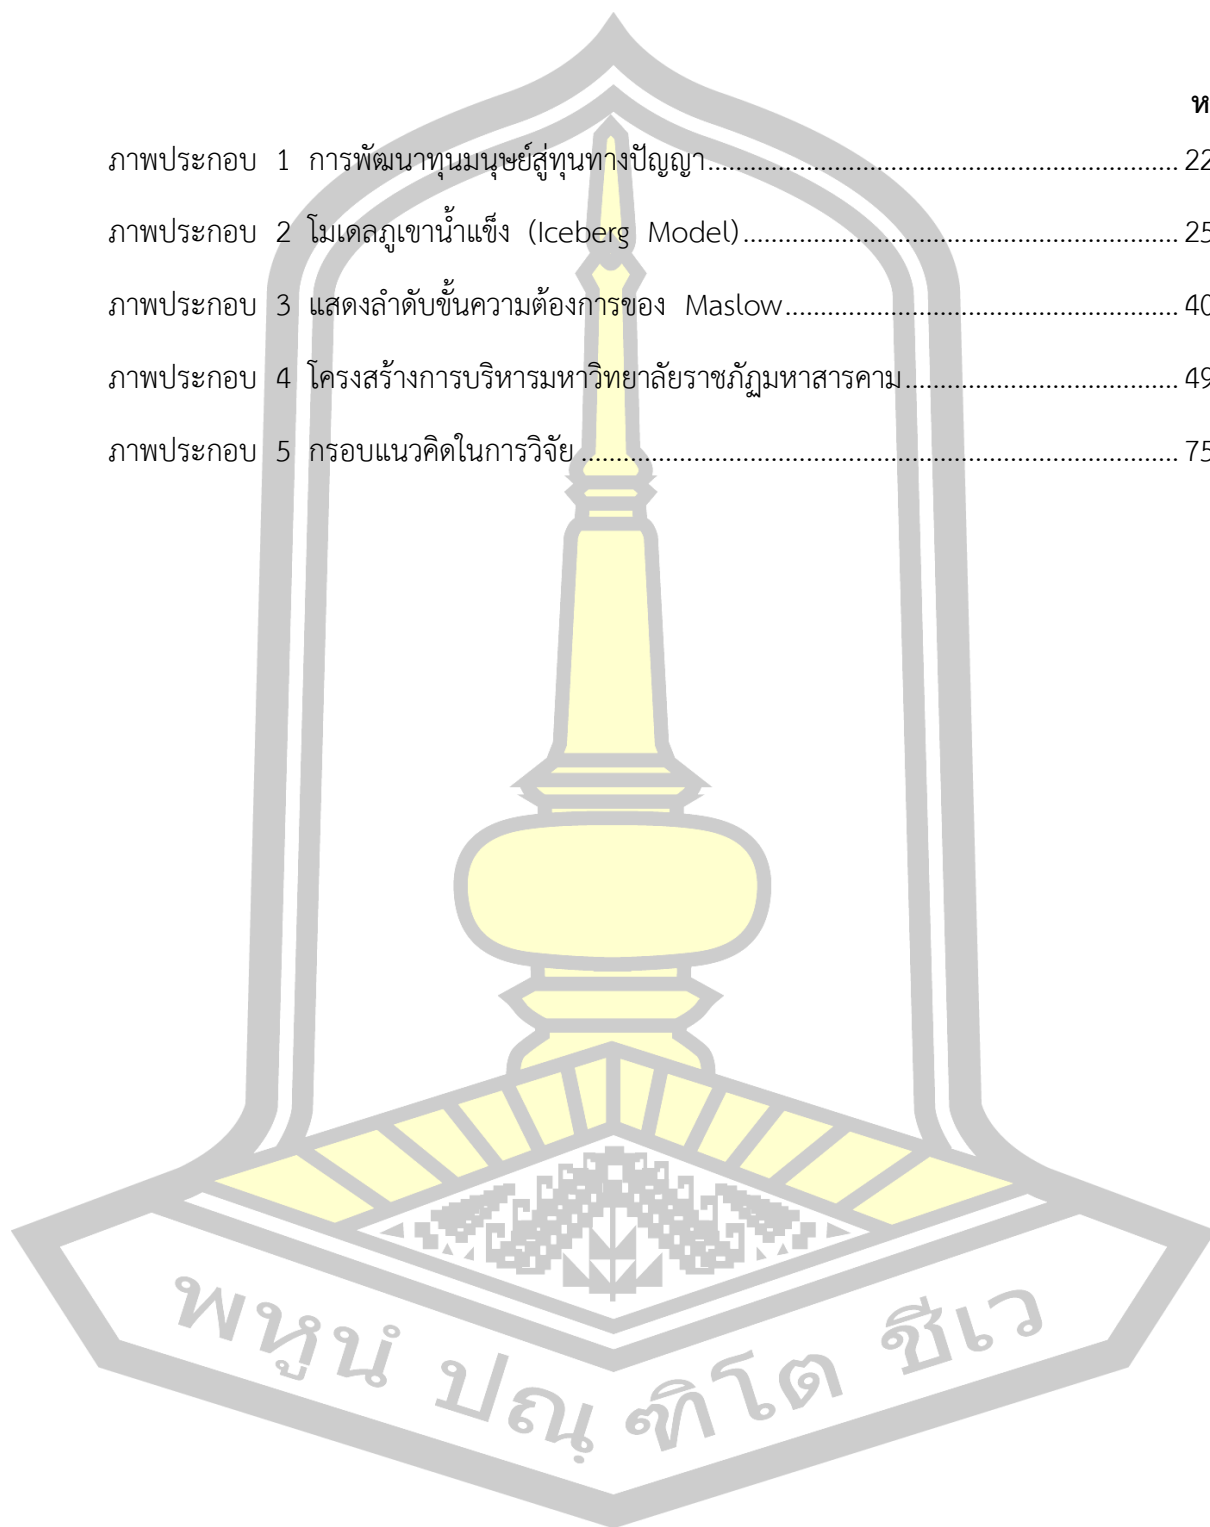 ห
ภาพประกอบ 1 การพัฒนาทุนมนุษย์สู่ทุนทางปัญญา.......................................................... 22
ภาพประกอบ 2 โมเดลภูเขาน้ำแข็ง (Iceberg Model)..................................................... 25
ภาพประกอบ 3 แสดงลำดับขั้นความต้องการของ Maslow................................................ 40
ภาพประกอบ 4 โครงสร้างการบริหารมหาวิทยาลัยราชภัฏมหาสารคาม.................................. 49
ภาพประกอบ 5 กรอบแนวคิดในการวิจัย ........................................................................ 75
พหูนํ ปณฺฑิโต ชีเว